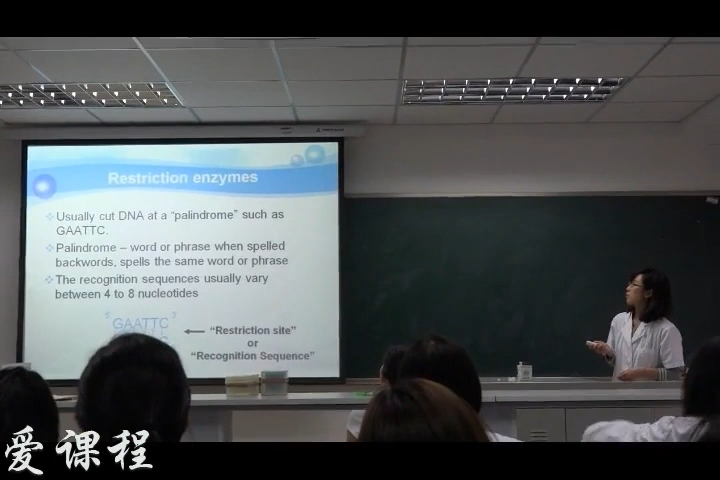 Restriction enzymes
Usually cut DNA at a "palindrome" such as
GAATTC.
Palindrome – word or phrase when spelled
backwords, spells the same word or phrase
The recognition sequences usually vary
between 4 to 8 nucleotides
5' GAATTC 3'
"Restriction site"
or
"Recognition Sequence"
爱课程